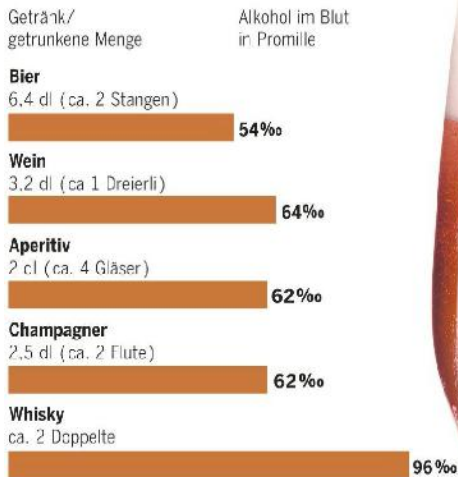 Getränk/
getrunkene Menge
Alkohol im Blut
in Promille
Bier
6,4 dl (ca. 2 Stangen)
54‰
Wein
3,2 dl (ca 1 Dreierli)
64‰
Aperitiv
2 cl (ca. 4 Gläser)
62‰
Champagner
2,5 dl (ca. 2 Flute)
62‰
Whisky
ca. 2 Doppelte
96‰